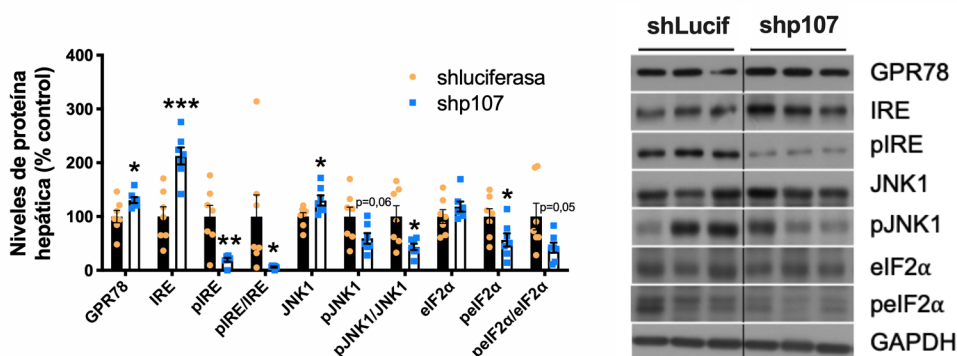 Niveles de proteína
hepática (% control)
400
300
200
100
0
shluciferasa
shp107
*
***
**
*
*
p=0,06
*
*
p=0,05
GPR78
IRE
pIRE
pIRE/IRE
JNK1
pJNK1
pJNK1/JNK1
eIF2α
peIF2α
peIF2α/eIF2α
shLucif shp107
GPR78
IRE
pIRE
JNK1
pJNK1
eIF2α
peIF2α
GAPDH